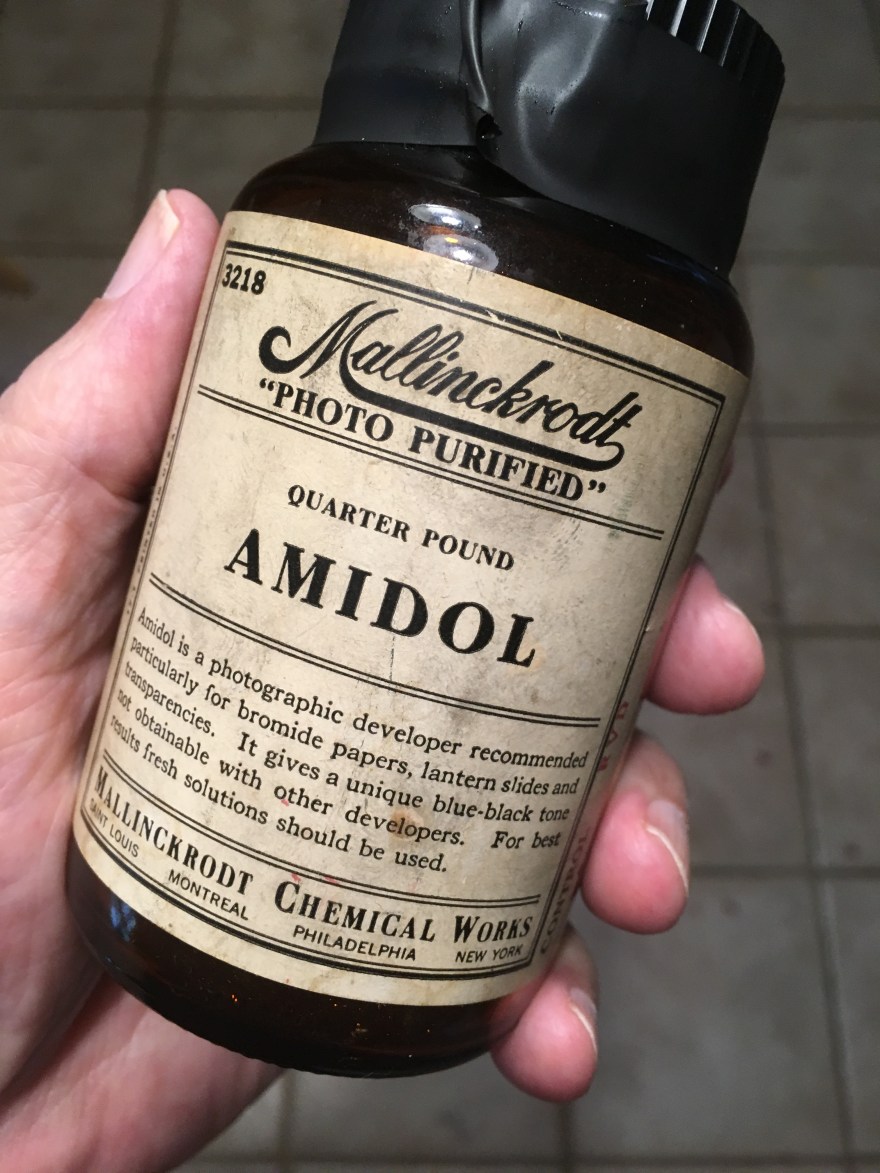 3218
Mallinckrodt
“PHOTO PURIFIED”
QUARTER POUND
AMIDOL
Amidol is a photographic developer recommended
particularly for bromide papers, lantern slides and
transparencies. It gives a unique blue-black tone
not obtainable with other developers. For best
results fresh solutions should be used.
MALLINCKRODT CHEMICAL WORKS
SAINT LOUIS MONTREAL PHILADELPHIA NEW YORK
CONTROL